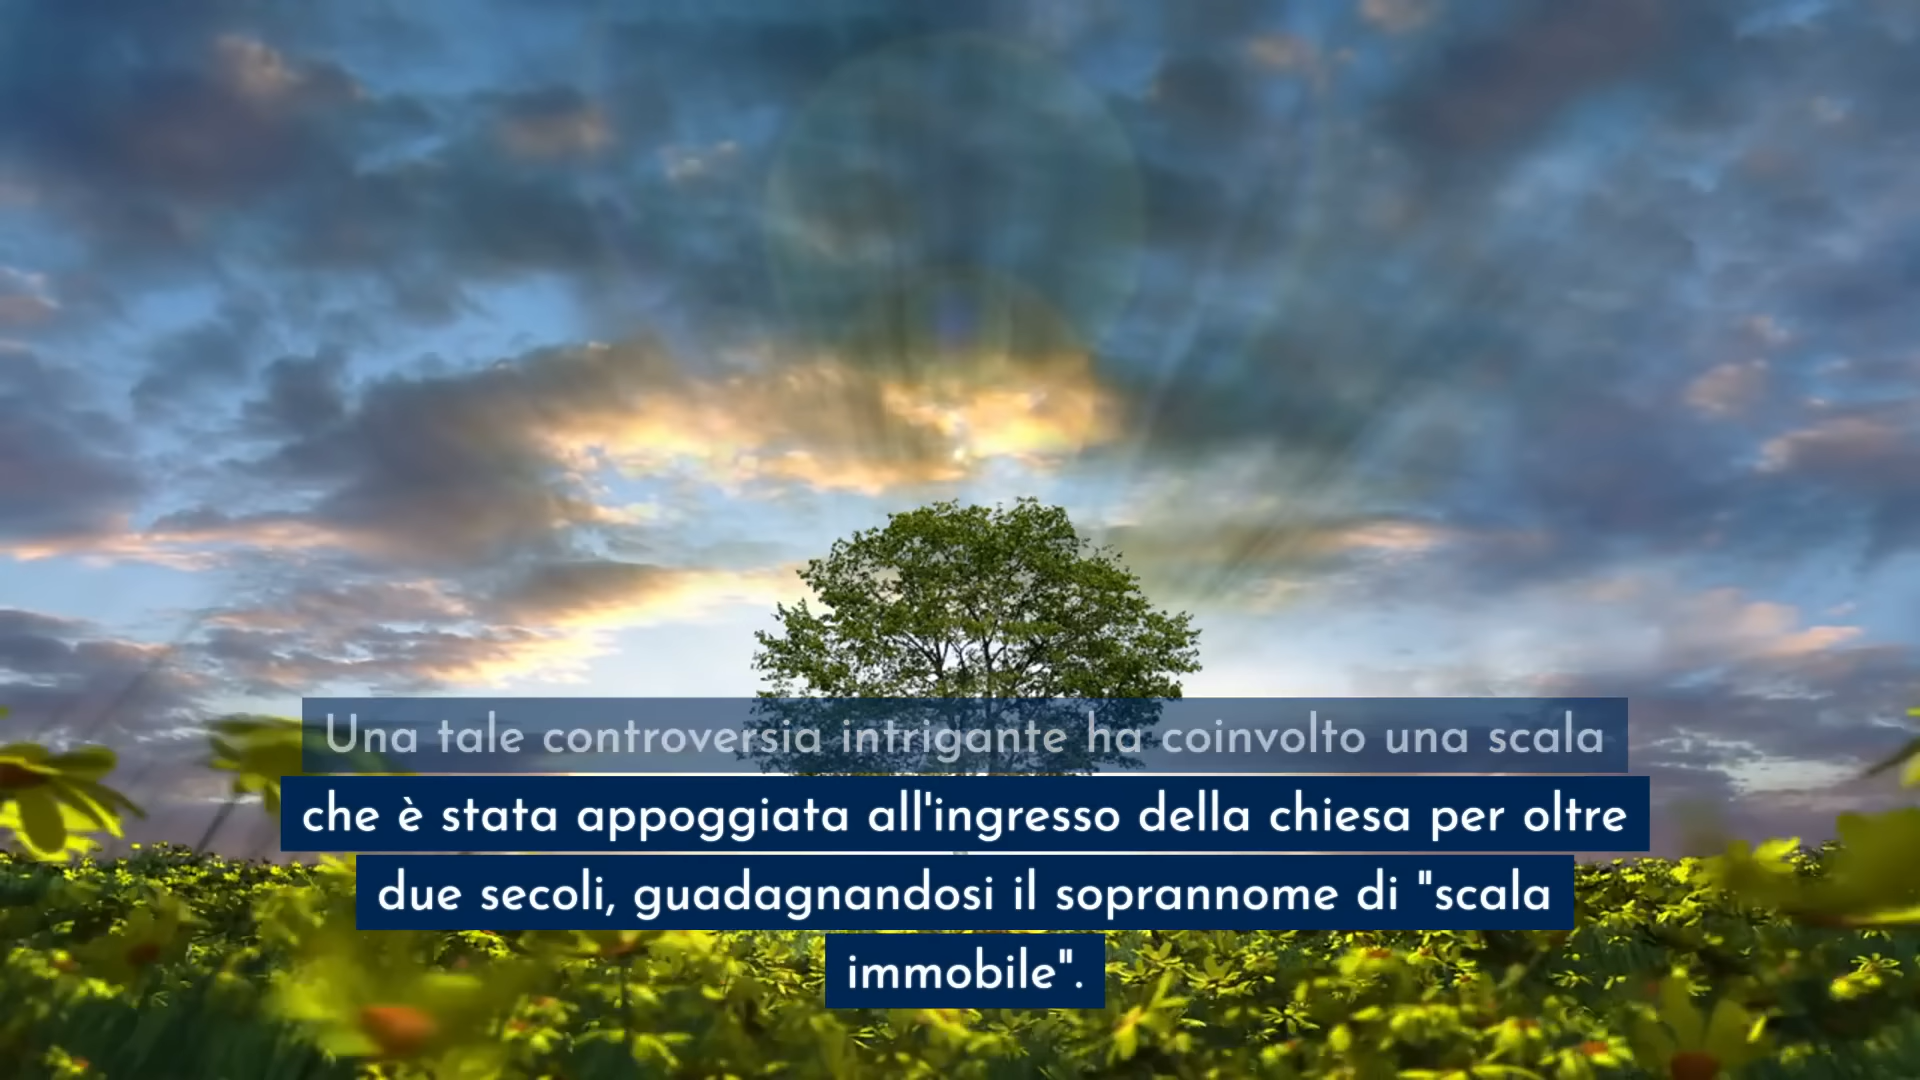 Una tale controversia intrigante ha coinvolto una scala
che è stata appoggiata all'ingresso della chiesa per oltre
due secoli, guadagnandosi il soprannome di "scala
immobile".